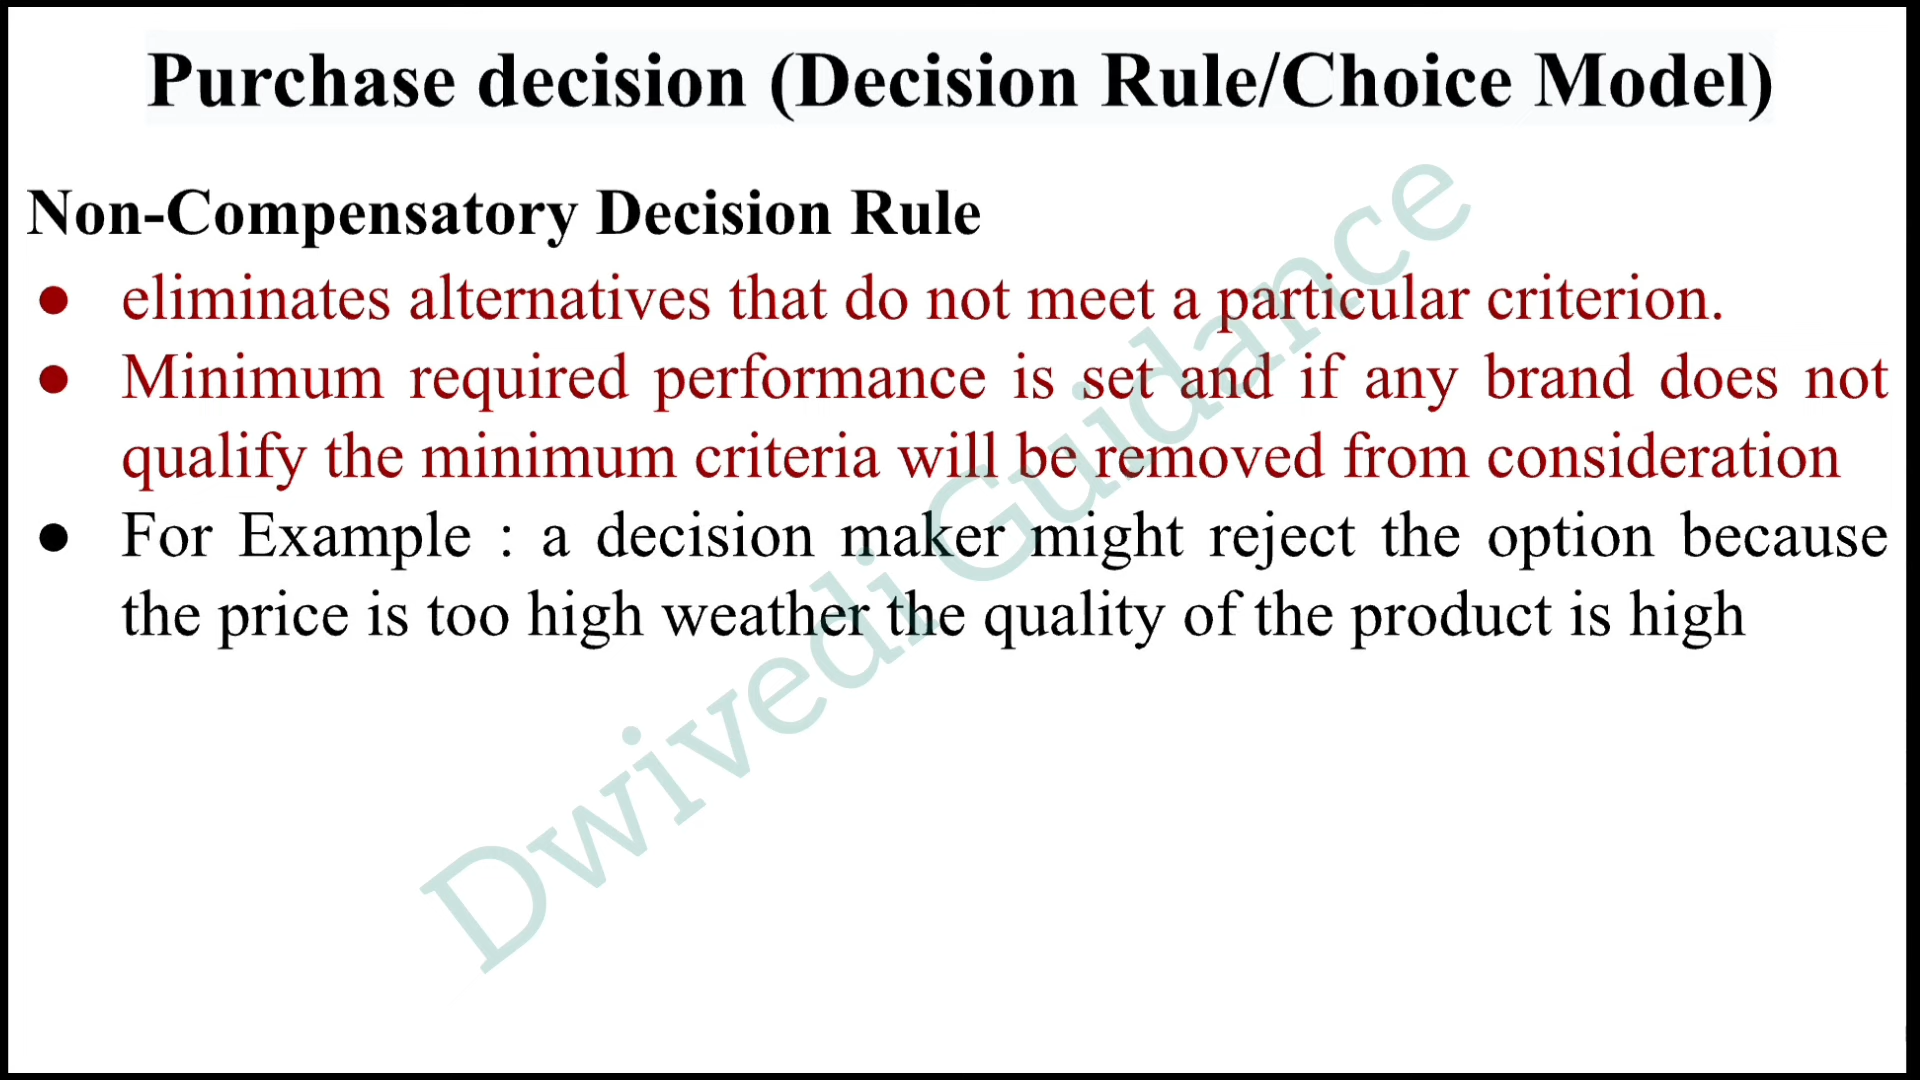 Purchase decision (Decision Rule/Choice Model)
Non-Compensatory Decision Rule
● eliminates alternatives that do not meet a particular criterion.
● Minimum required performance is set and if any brand does not
qualify the minimum criteria will be removed from consideration
● For Example : a decision maker might reject the option because
the price is too high weather the quality of the product is high
Dwivedi Guidance